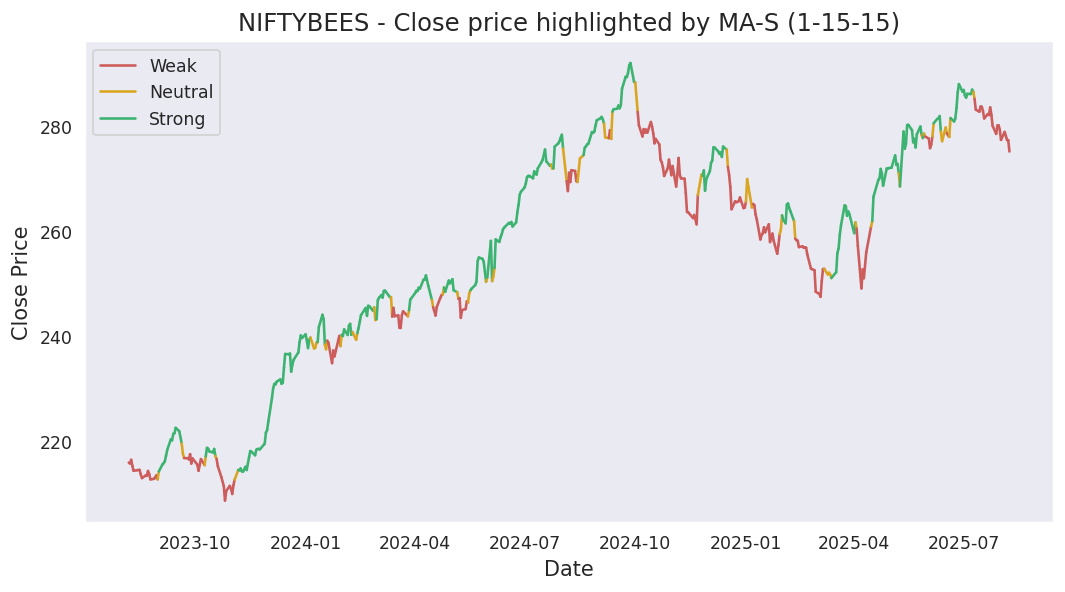 NIFTYBEES - Close price highlighted by MA-S (1-15-15)
Weak
Neutral
Strong
Close Price
280
260
240
220
2023-10 2024-01 2024-04 2024-07 2024-10 2025-01 2025-04 2025-07
Date